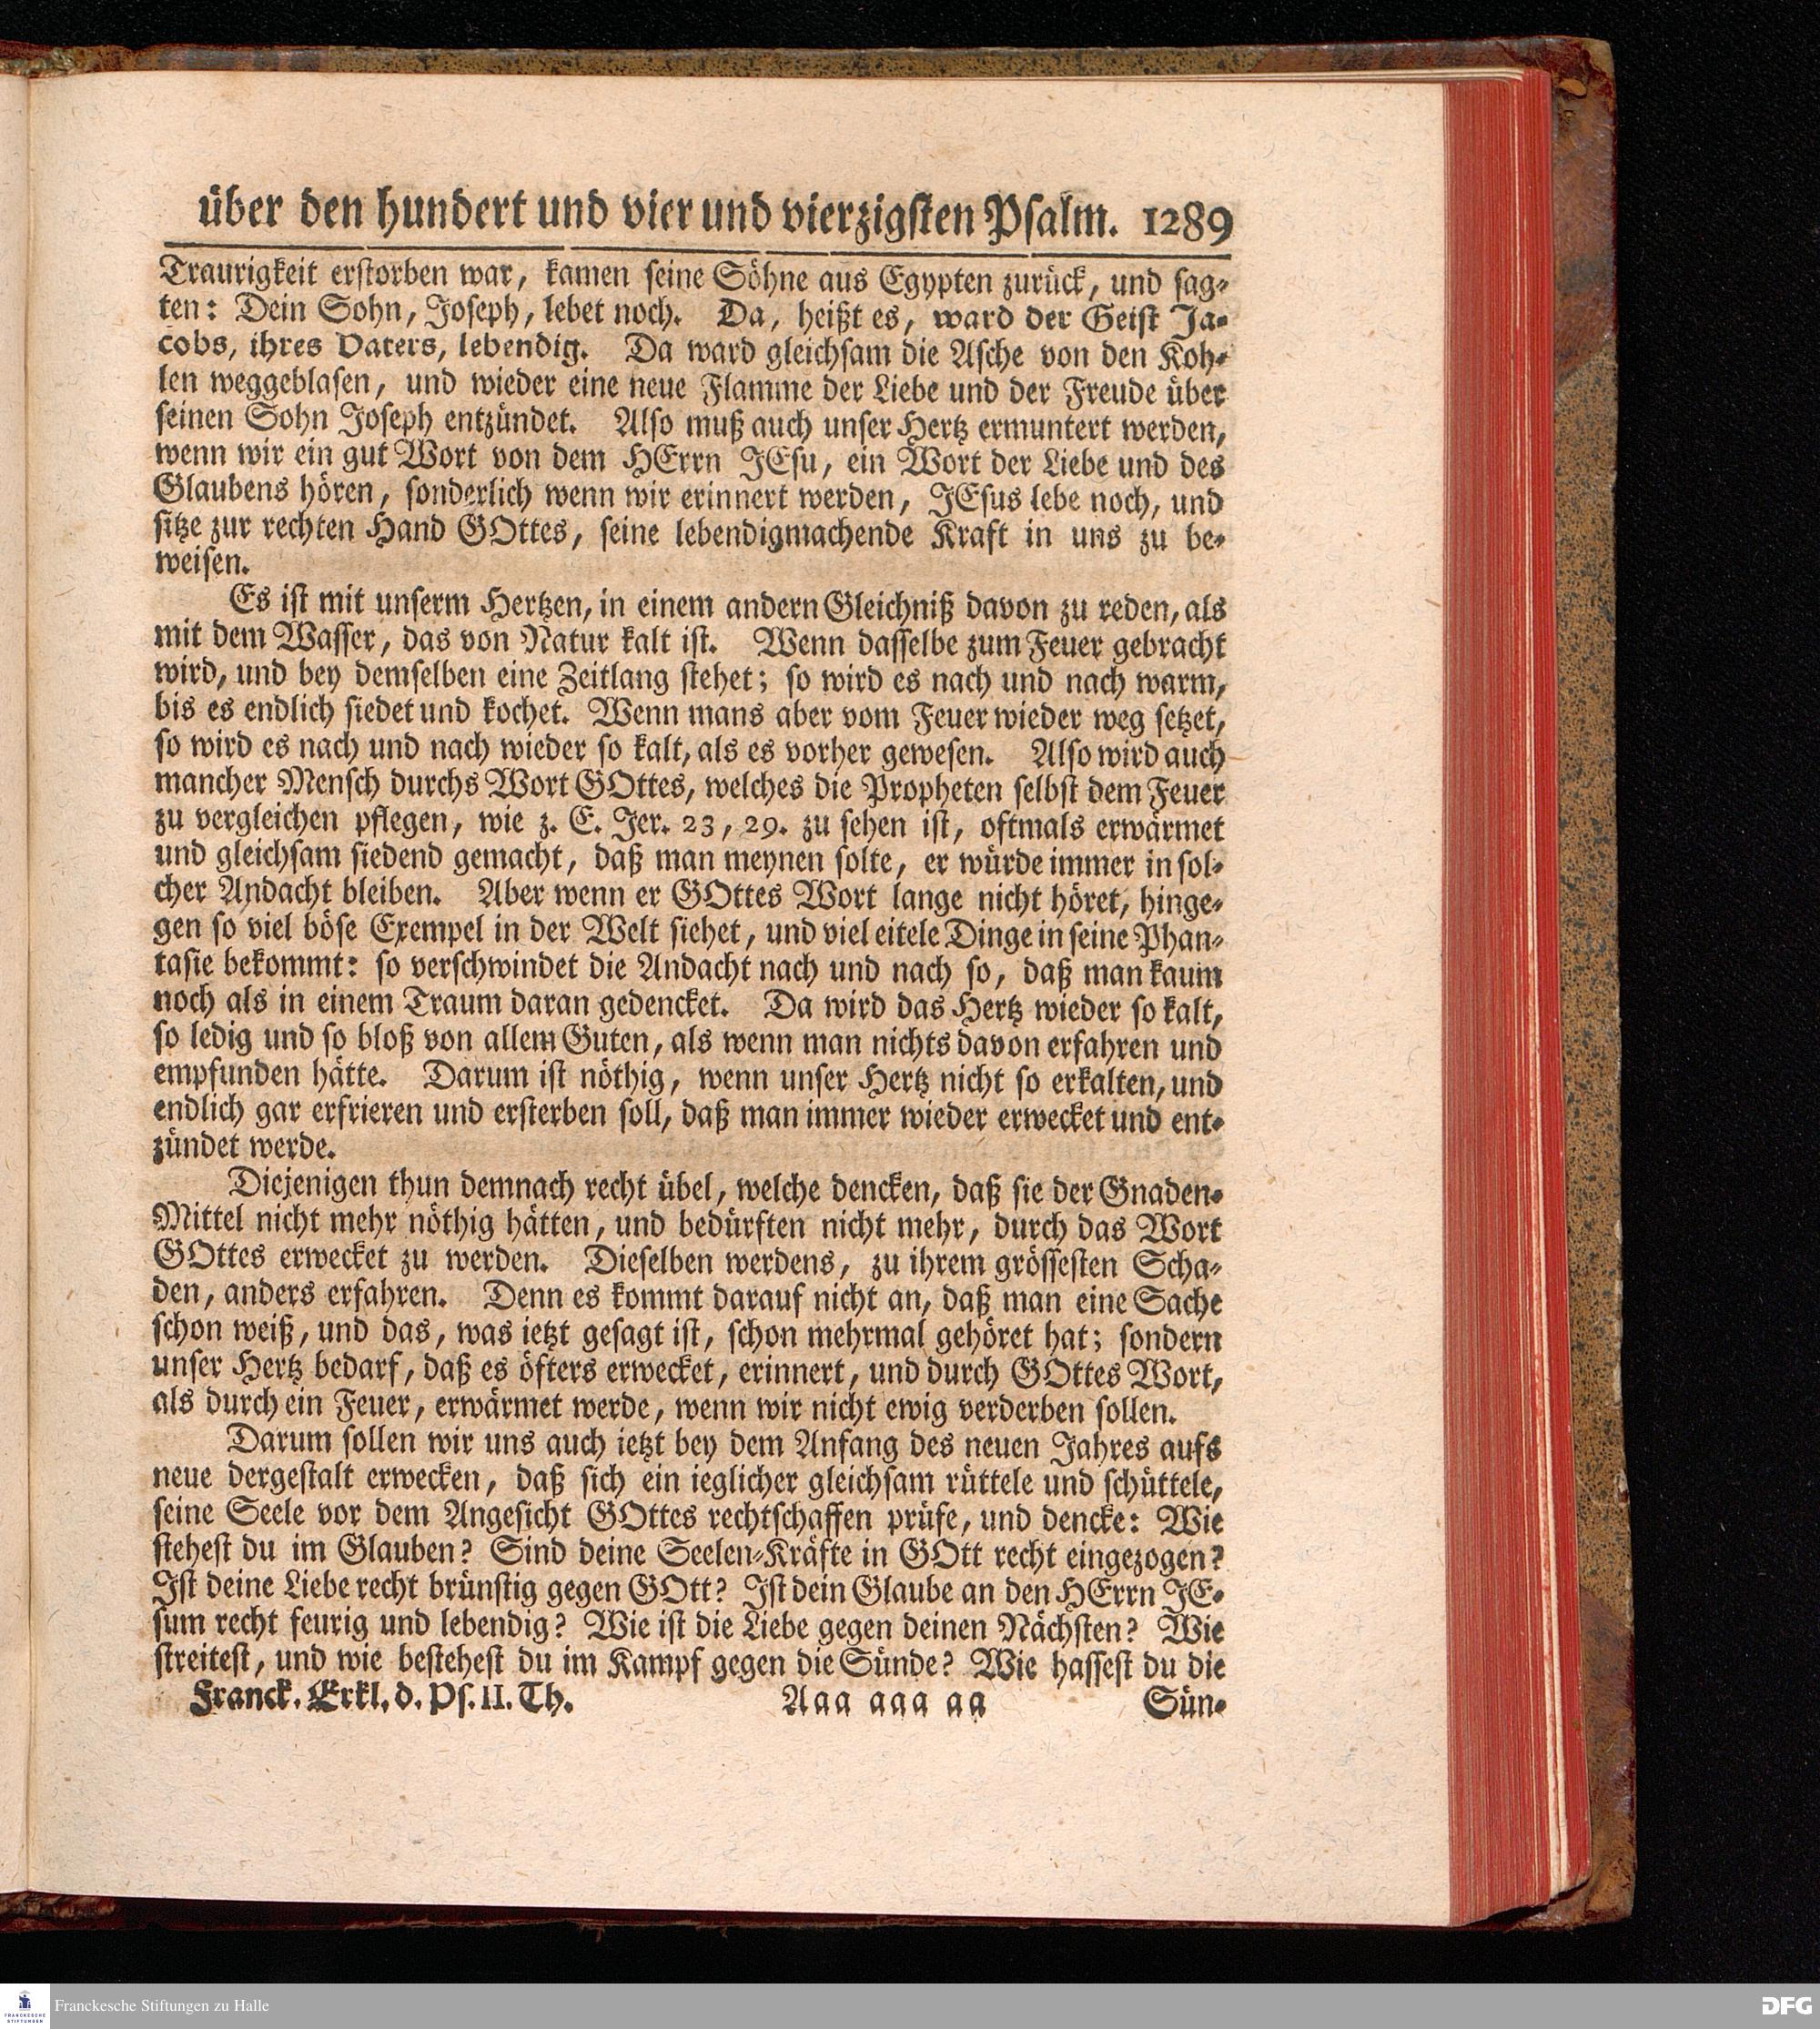 über den hundert und vier und vierzigsten Psalm. 1289
Traurigkeit erstorben war, kamen seine Söhne aus Egypten zurück, und sag-
ten: Dein Sohn, Joseph, lebet noch. Da, heißt es, ward der Geist Ja-
cobs, ihres Vaters, lebendig. Da ward gleichsam die Asche von den Koh-
len weggeblasen, und wieder eine neue Flamme der Liebe und der Freude über
seinen Sohn Joseph entzündet. Also muß auch unser Hertz ermuntert werden,
wenn wir ein gut Wort von dem HErrn JEsu, ein Wort der Liebe und des
Glaubens hören, sonderlich wenn wir erinnert werden, JEsus lebe noch, und
sitze zur rechten Hand GOttes, seine lebendigmachende Kraft in uns zu be-
weisen.
Es ist mit unserm Hertzen, in einem andern Gleichniß davon zu reden, als
mit dem Wasser, das von Natur kalt ist. Wenn dasselbe zum Feuer gebracht
wird, und bey demselben eine Zeitlang stehet; so wird es nach und nach warm,
bis es endlich siedet und kochet. Wenn mans aber vom Feuer wieder weg setzet,
so wird es nach und nach wieder so kalt, als es vorher gewesen. Also wird auch
mancher Mensch durchs Wort GOttes, welches die Propheten selbst dem Feuer
zu vergleichen pflegen, wie z. E. Jer. 23, 29. zu sehen ist, oftmals erwärmet
und gleichsam siedend gemacht, daß man meynen solte, er würde immer in sol-
cher Andacht bleiben. Aber wenn er GOttes Wort lange nicht höret, hinge-
gen so viel böse Exempel in der Welt siehet, und viel eitele Dinge in seine Phan-
tasie bekommt: so verschwindet die Andacht nach und nach so, daß man kaum
noch als in einem Traum daran gedencket. Da wird das Hertz wieder so kalt,
so ledig und so bloß von allem Guten, als wenn man nichts davon erfahren und
empfunden hätte. Darum ist nöthig, wenn unser Hertz nicht so erkalten, und
endlich gar erfrieren und ersterben soll, daß man immer wieder erwecket und ent-
zündet werde.
Diejenigen thun demnach recht übel, welche dencken, daß sie der Gnaden-
Mittel nicht mehr nöthig hätten, und bedürften nicht mehr, durch das Wort
GOttes erwecket zu werden. Dieselben werdens, zu ihrem grössesten Scha-
den, anders erfahren. Denn es kommt darauf nicht an, daß man eine Sache
schon weiß, und das, was ietzt gesagt ist, schon mehrmal gehöret hat; sondern
unser Hertz bedarf, daß es öfters erwecket, erinnert, und durch GOttes Wort,
als durch ein Feuer, erwärmet werde, wenn wir nicht ewig verderben sollen.
Darum sollen wir uns auch ietzt bey dem Anfang des neuen Jahres aufs
neue dergestalt erwecken, daß sich ein ieglicher gleichsam rüttele und schüttele,
seine Seele vor dem Angesicht GOttes rechtschaffen prüfe, und dencke: Wie
stehest du im Glauben? Sind deine Seelen-Kräfte in GOtt recht eingezogen?
Ist deine Liebe recht brünstig gegen GOtt? Ist dein Glaube an den HErrn JE-
sum recht feurig und lebendig? Wie ist die Liebe gegen deinen Nächsten? Wie
streitest, und wie bestehest du im Kampf gegen die Sünde? Wie hassest du die
Franck. Erkl. d. Ps. II. Th. Aaa aaa aa Sün-
FRANCKESCHE
STIFTUNGEN
Franckesche Stiftungen zu Halle
DFG